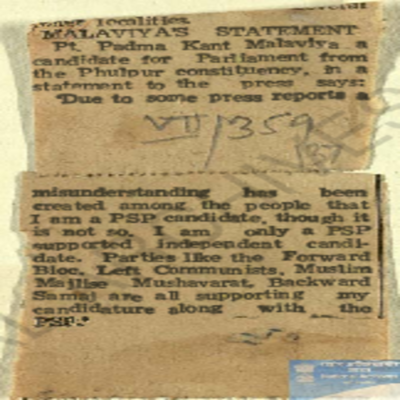 localities
MALAVIYA'S STATEMENT
Pt. Padma Kant Malaviya a
candidate for Parliament from
the Phulpur constituency, in a
statement to the press says:
"Due to some press reports a
VII/359
misunderstanding has been
created among the people that
I am a PSP candidate, though it
is not so. I am only a PSP
supported independent candi-
date. Parties like the Forward
Bloc, Left Communists, Muslim
Majlise Mushavarat, Backward
Samaj are all supporting my
candidature along with the
PSP."